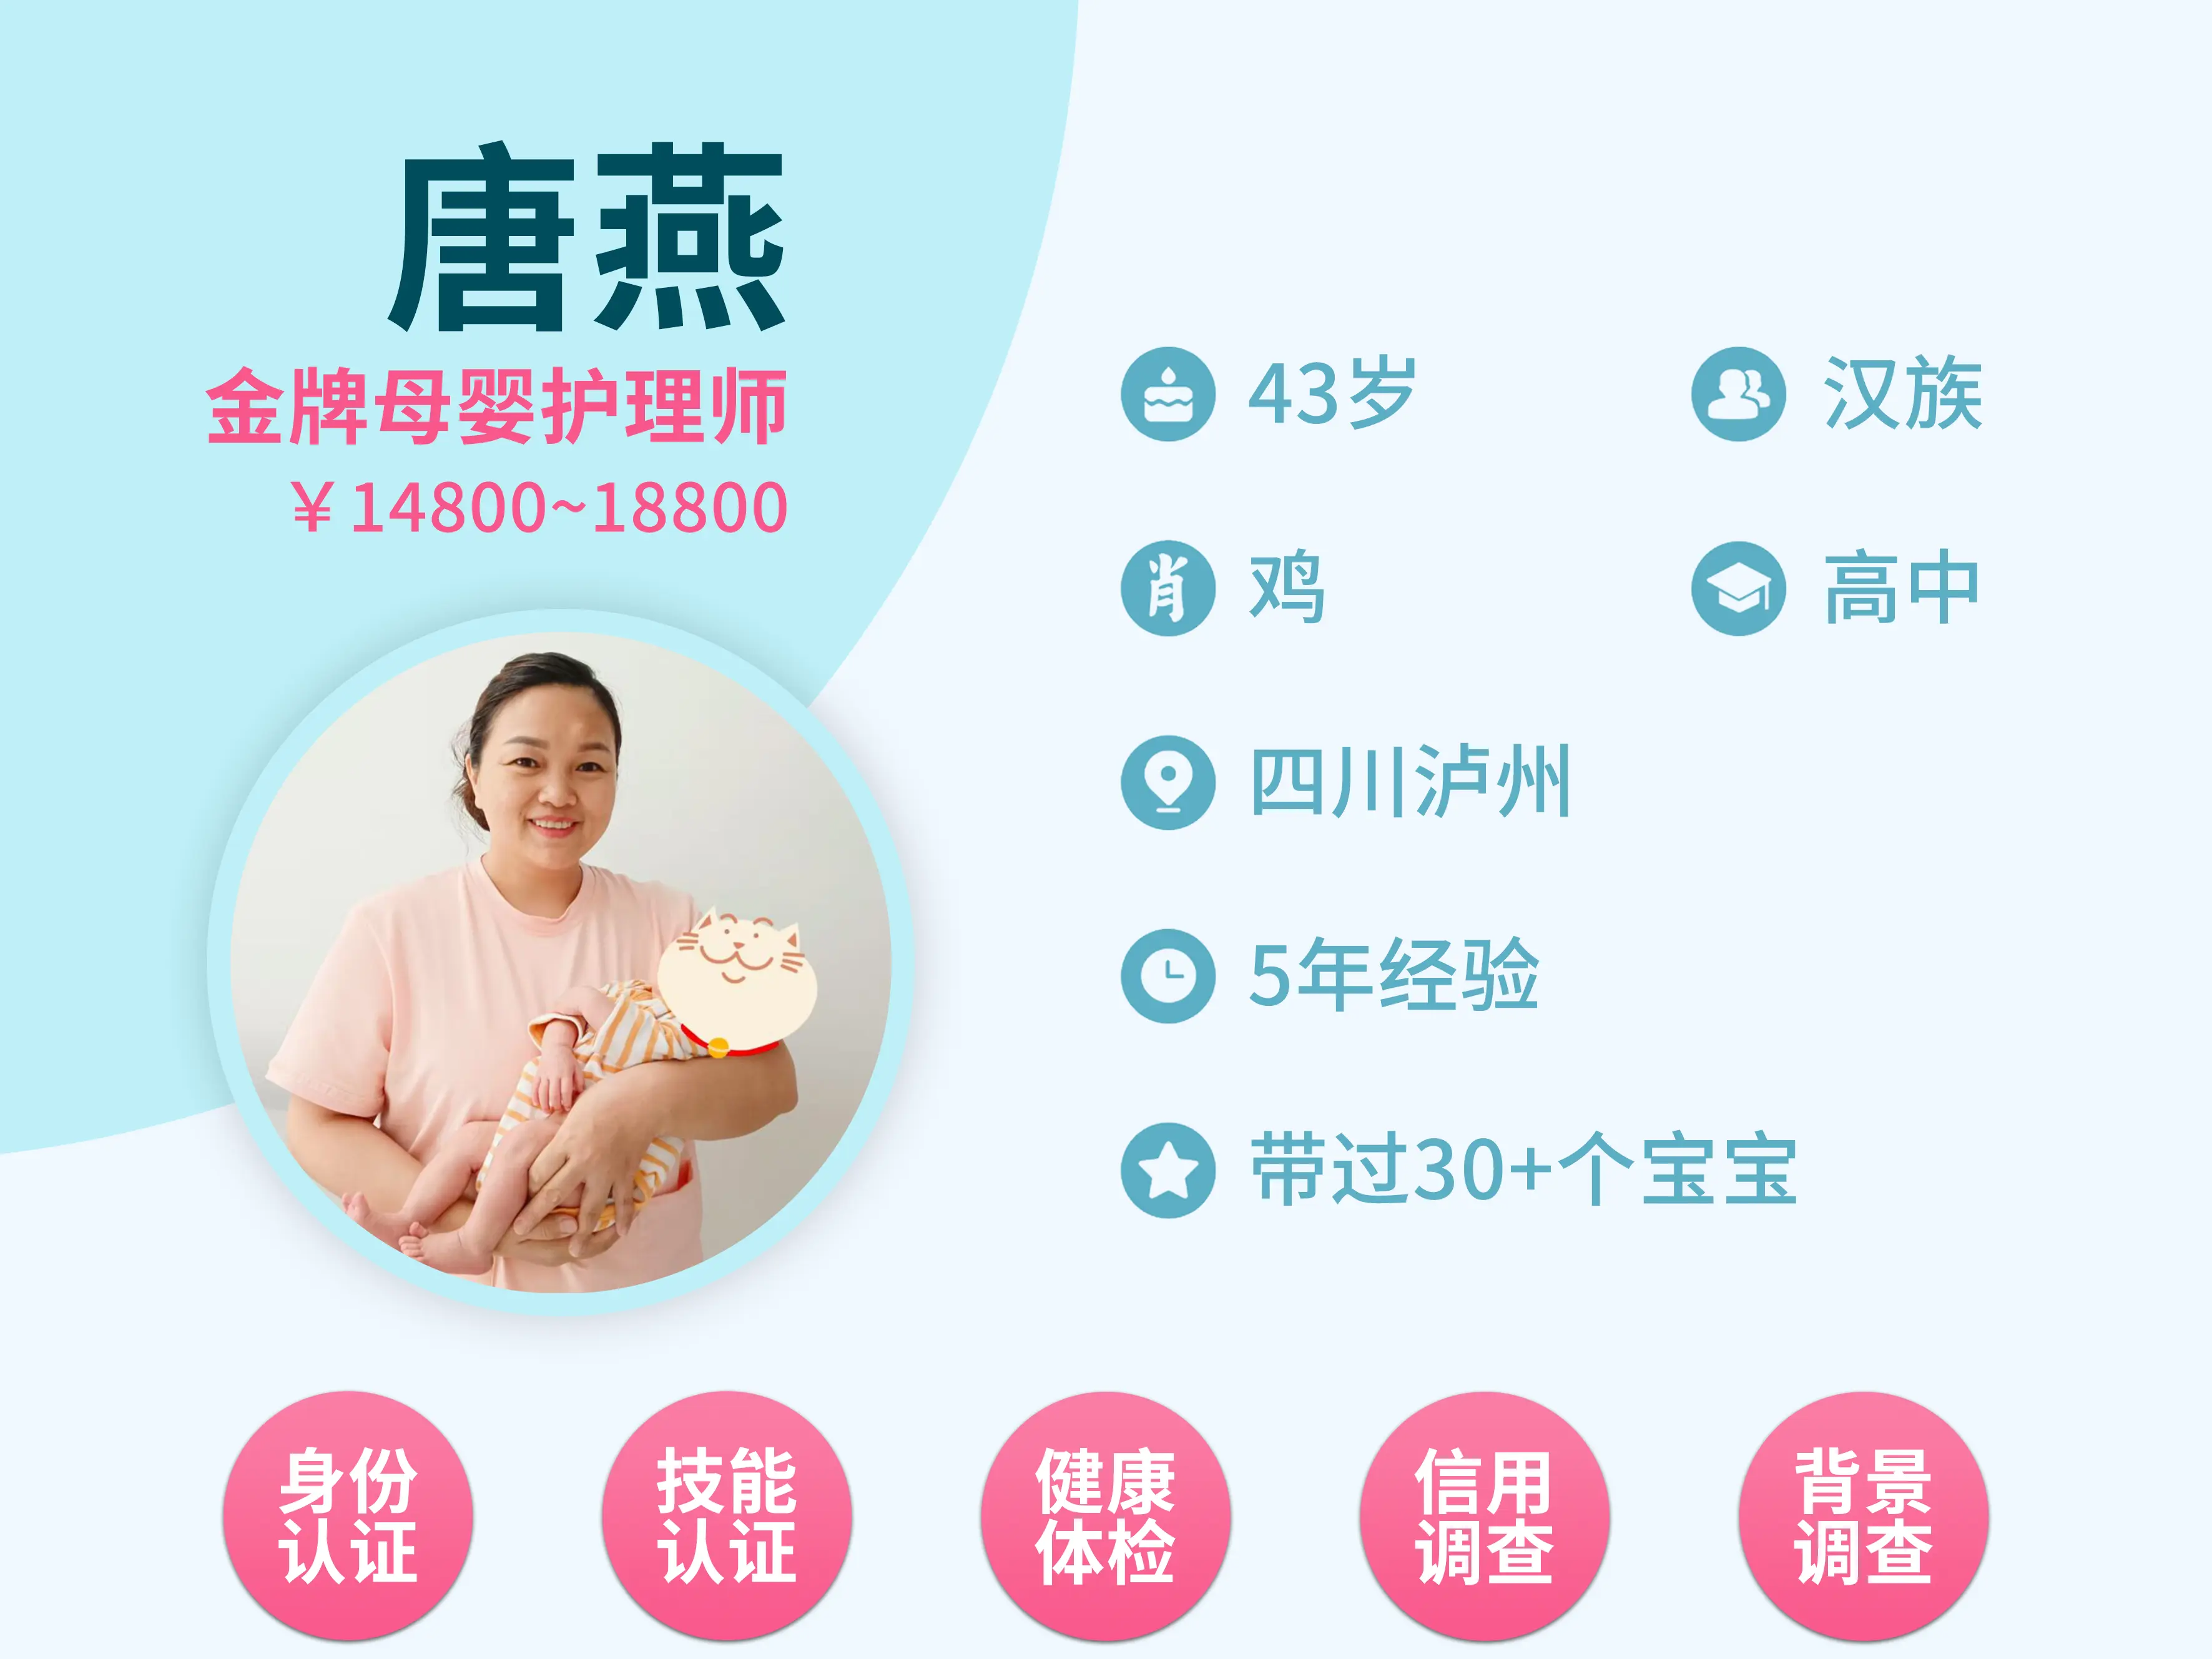 唐燕
金牌母婴护理师
￥14800~18800
43岁
汉族
肖
鸡
高中
四川泸州
5年经验
带过30+个宝宝
身份
认证
技能
认证
健康
体检
信用
调查
背景
调查